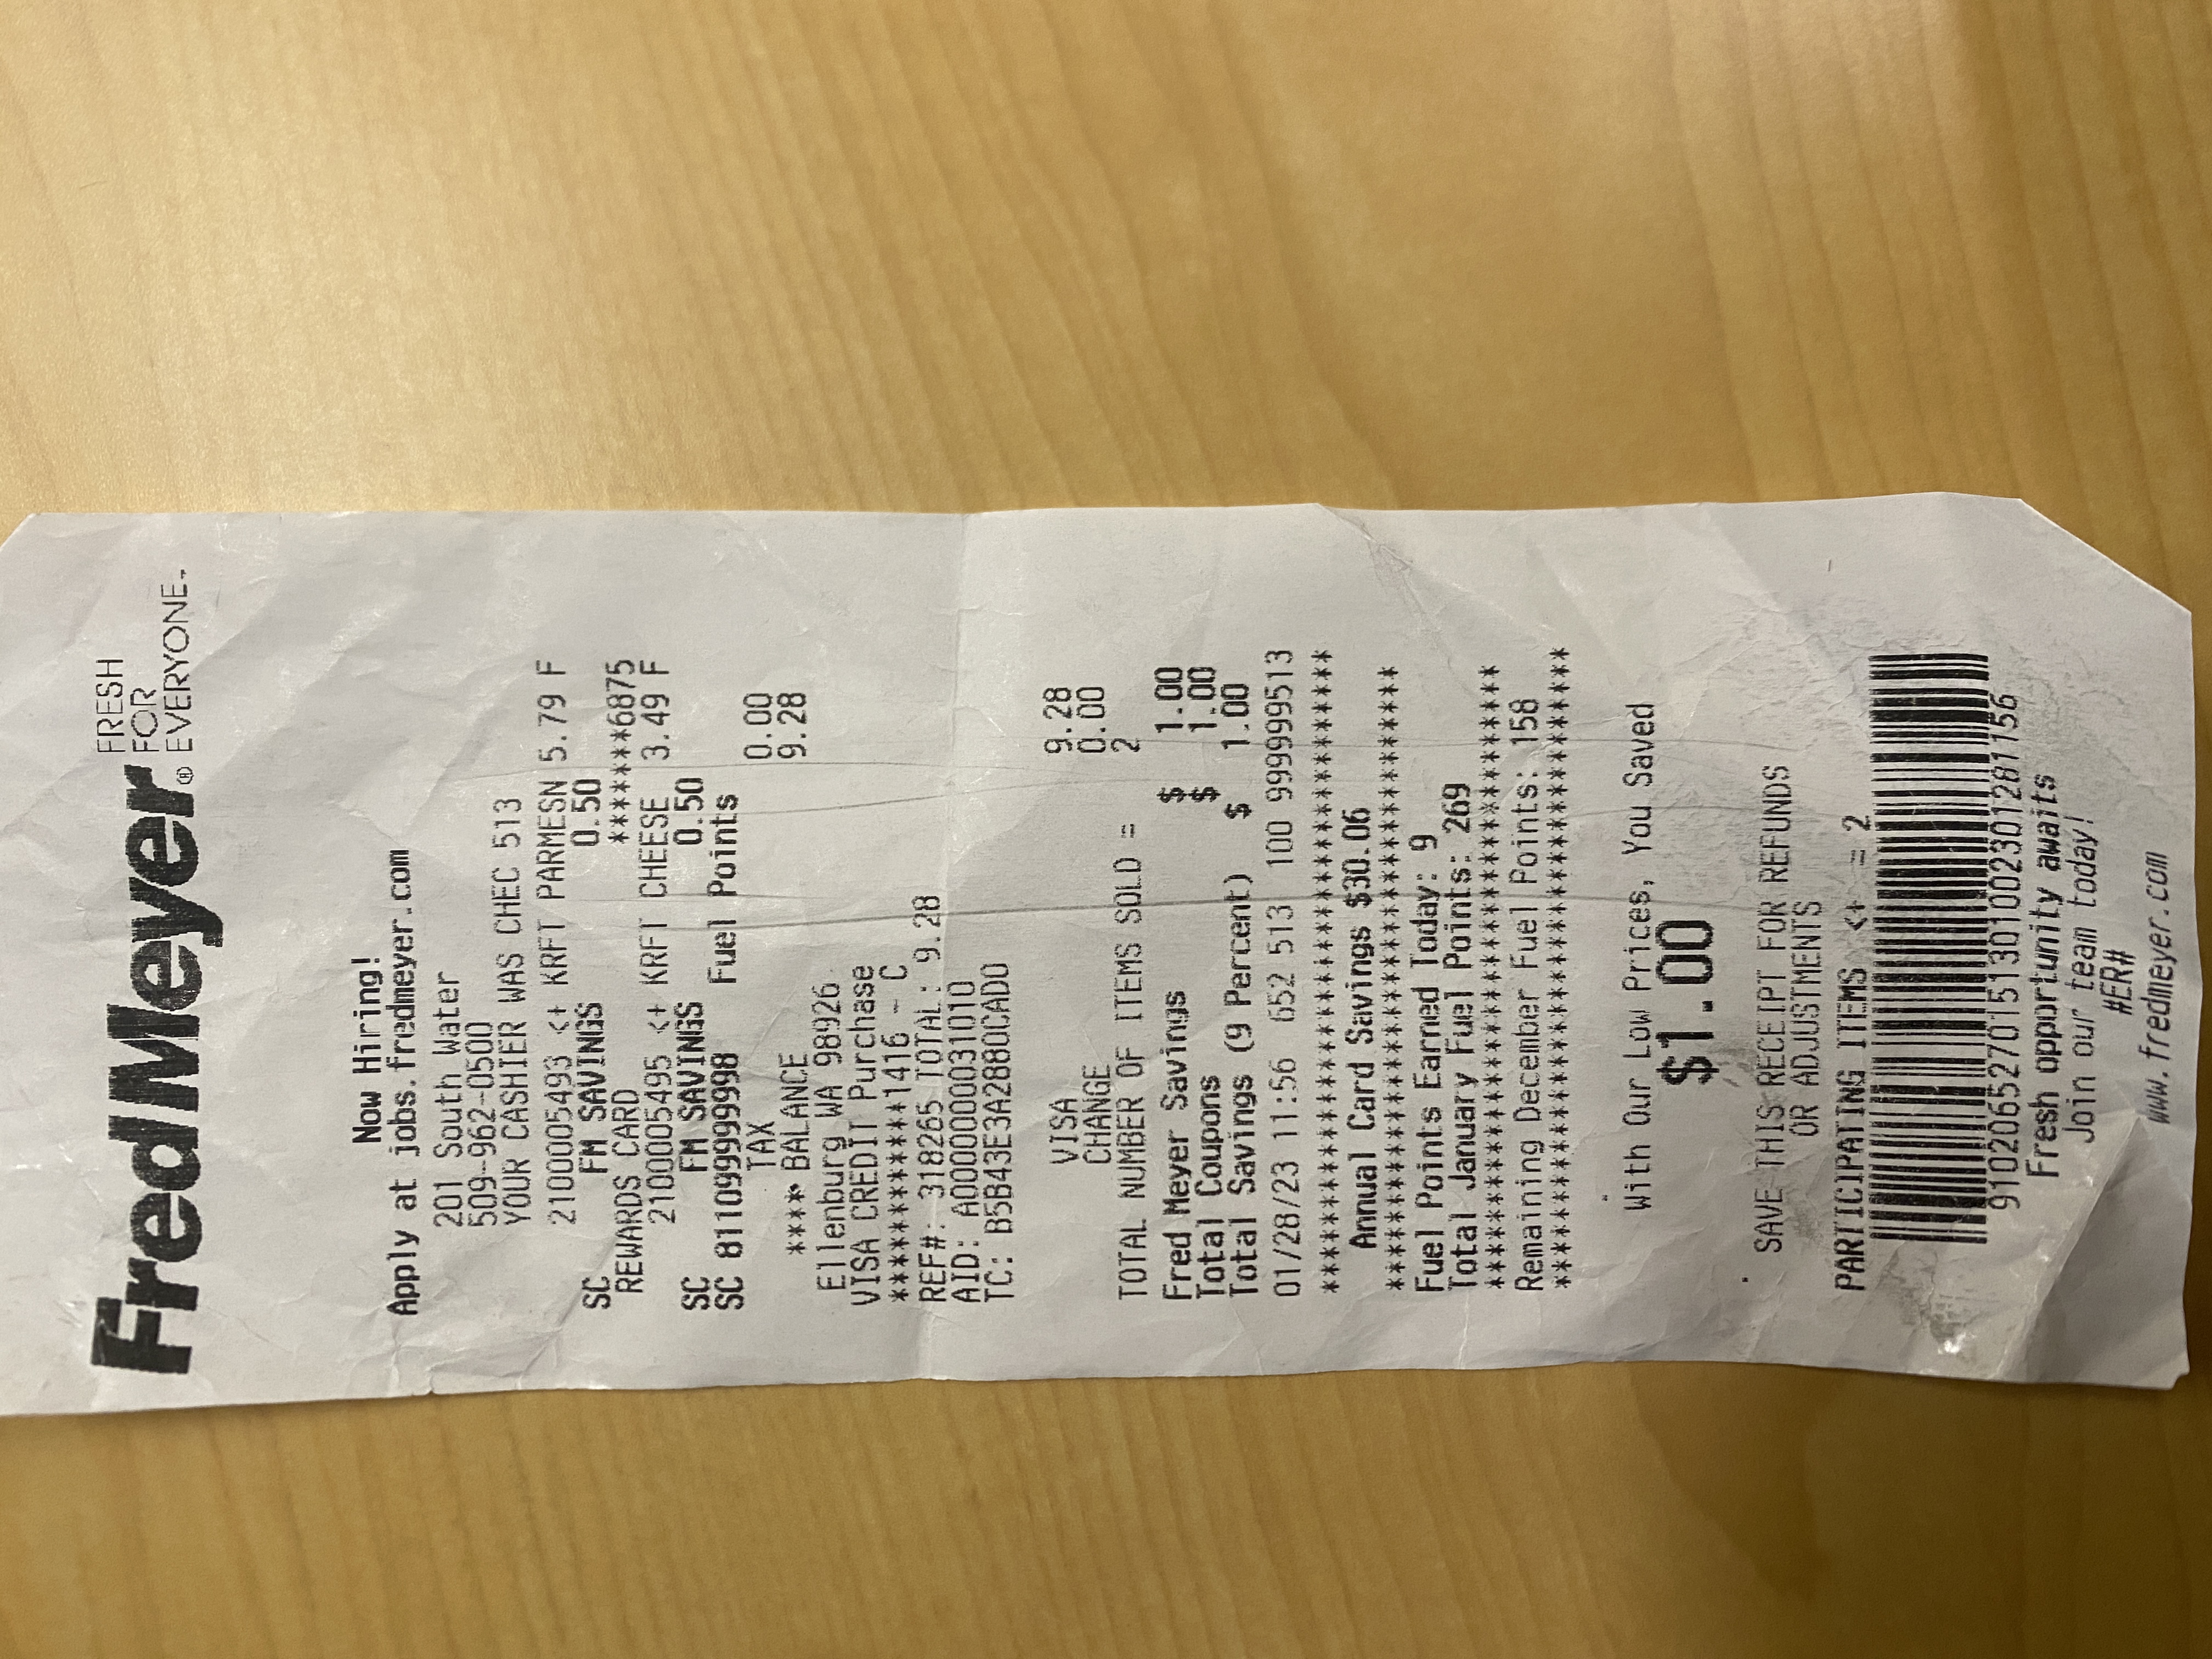 FredMeyer® FRESH FOR EVERYONE™
Now Hiring!
Apply at jobs.fredmeyer.com
201 South Water
509-962-0500
YOUR CASHIER WAS CHEC 513
2100005493 <+ KRFT PARMESN 5.79 F
SC FM SAVINGS 0.50
REWARDS CARD *******6875
2100005495 <+ KRFT CHEESE 3.49 F
SC FM SAVINGS 0.50
SC 811099999998 Fuel Points
TAX 0.00
**** BALANCE 9.28
Ellenburg WA 98926
VISA CREDIT Purchase
************1416 - C
REF#: 318265 TOTAL: 9.28
AID: A0000000031010
TC: B5B43E3A2880CAD0
VISA 9.28
CHANGE 0.00
TOTAL NUMBER OF ITEMS SOLD = 2
Fred Meyer Savings $ 1.00
Total Coupons $ 1.00
Total Savings (9 Percent) $ 1.00
01/28/23 11:56 652 513 100 999999513
**************************************
Annual Card Savings $30.06
*************************************
Fuel Points Earned Today: 9
Total January Fuel Points: 269
*************************************
Remaining December Fuel Points: 158
**************************************
With Our Low Prices, You Saved
$1.00
SAVE THIS RECEIPT FOR REFUNDS
OR ADJUSTMENTS
PARTICIPATING ITEMS <+ = 2
9102065270151301002301281156
Fresh opportunity awaits
Join our team today!
#ER#
www.fredmeyer.com